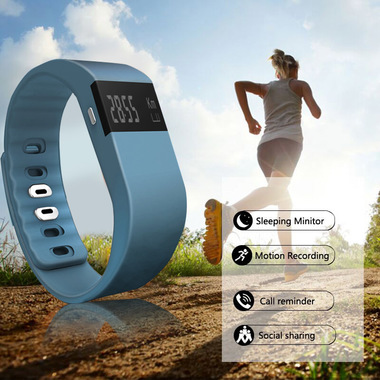 2855 Km
Sleeping Minitor
Motion Recording
Call reminder
Social sharing